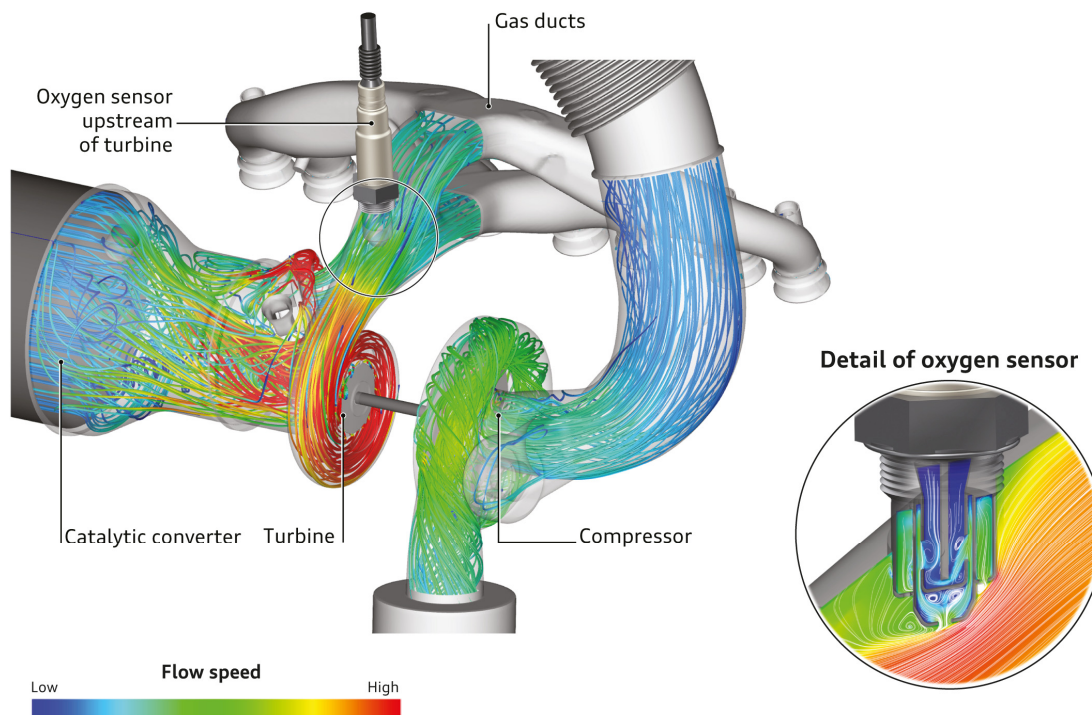 Gas ducts
Oxygen sensor
upstream
of turbine
Detail of oxygen sensor
Catalytic converter
Turbine
Compressor
Flow speed
Low
High